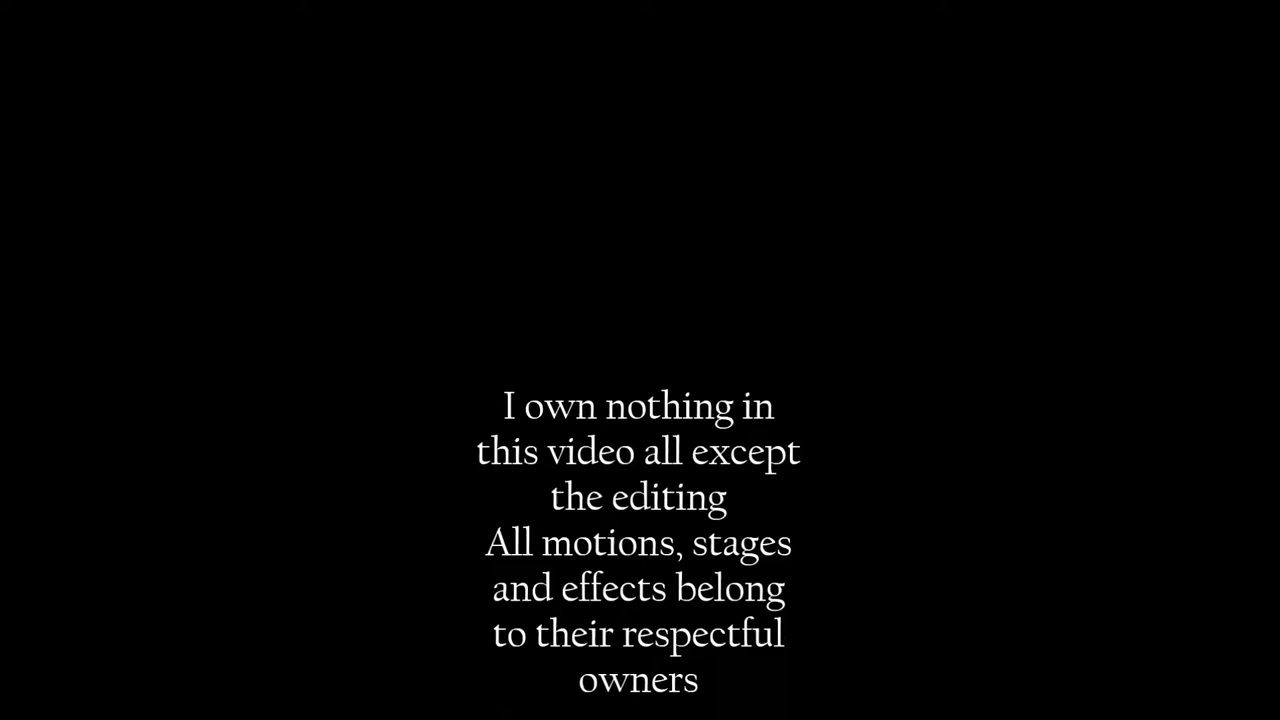 I own nothing in
this video all except
the editing
All motions, stages
and effects belong
to their respectful
owners